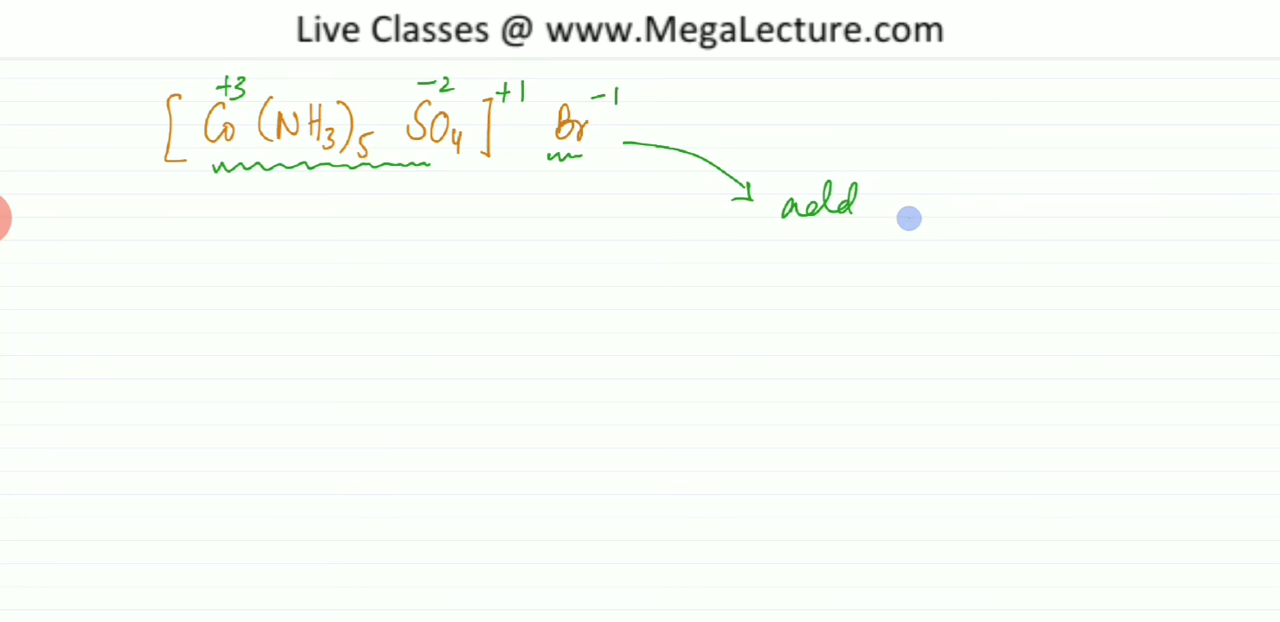 Live Classes @ www.MegaLecture.com
[Co⁺³(NH₃)₅ SO₄⁻²]⁺¹ Br⁻¹
add